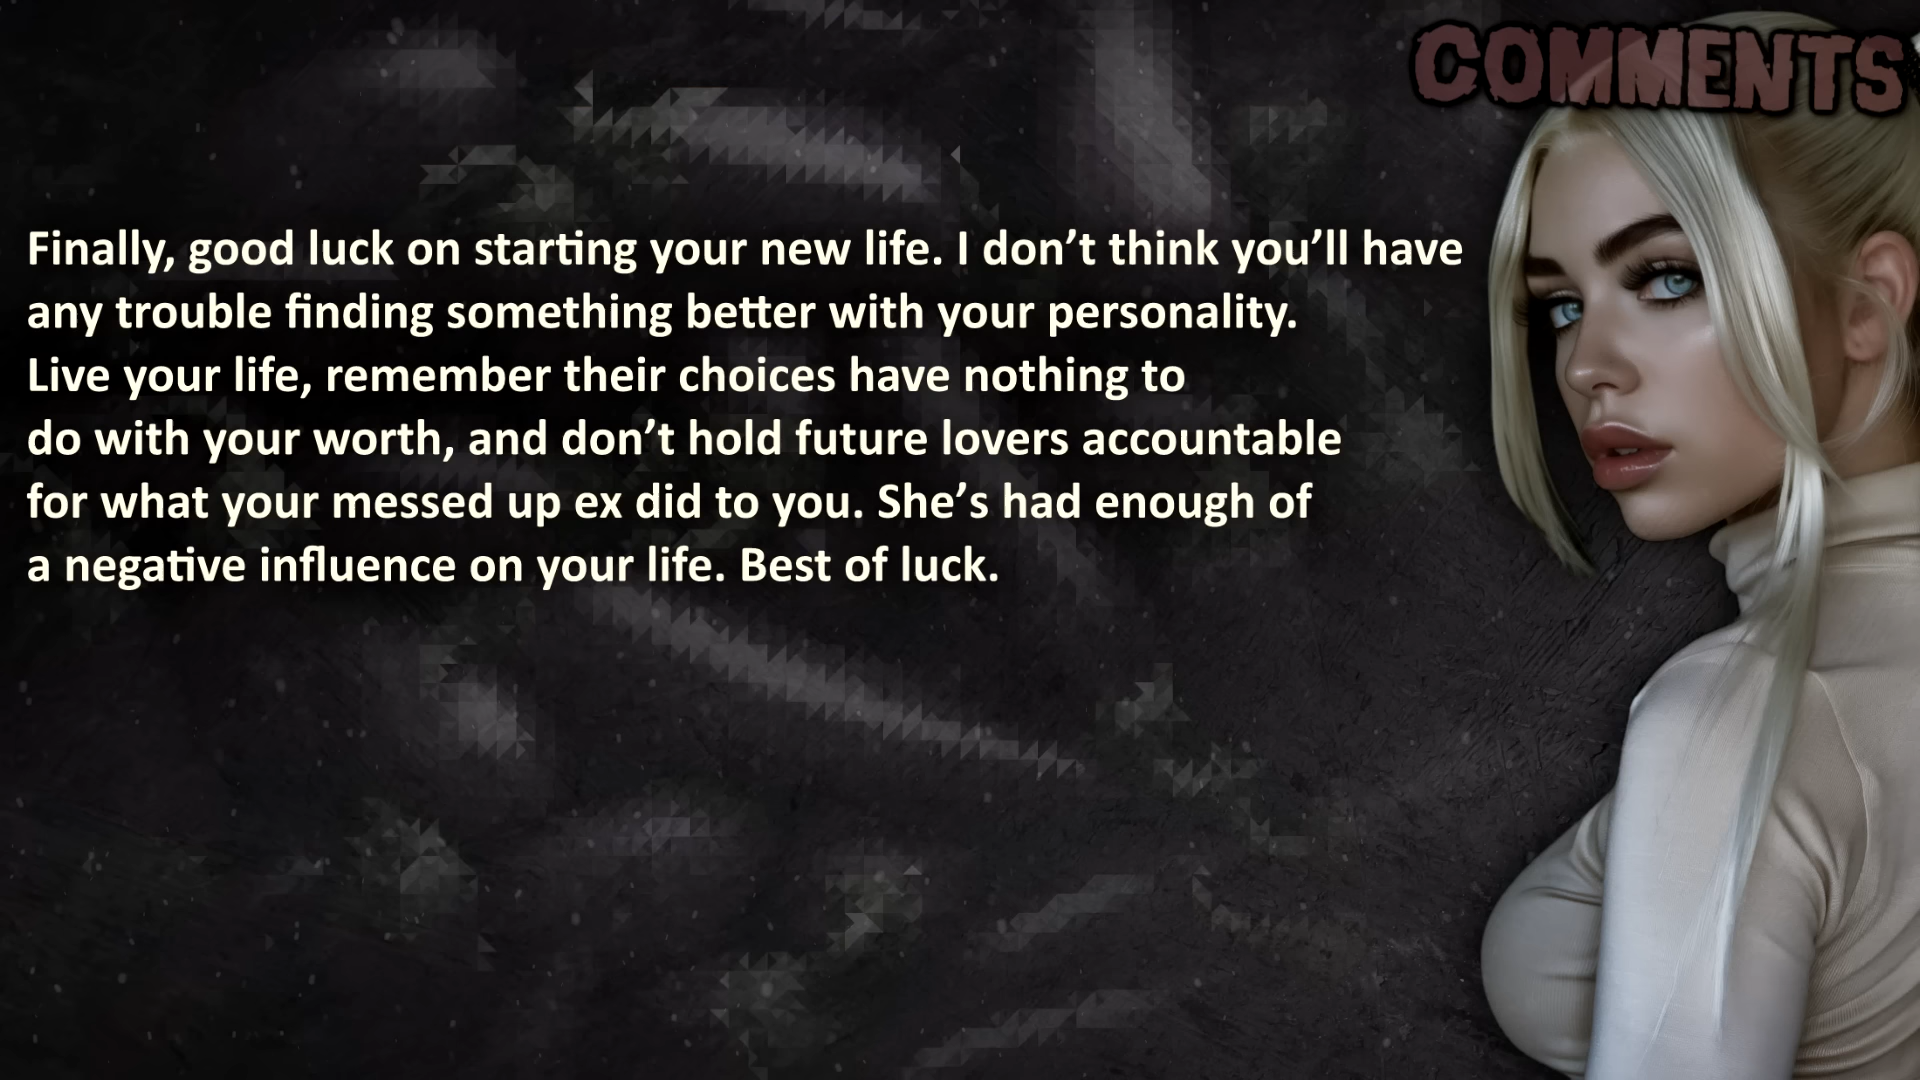 COMMENTS
Finally, good luck on starting your new life. I don’t think you’ll have
any trouble finding something better with your personality.
Live your life, remember their choices have nothing to
do with your worth, and don’t hold future lovers accountable
for what your messed up ex did to you. She’s had enough of
a negative influence on your life. Best of luck.